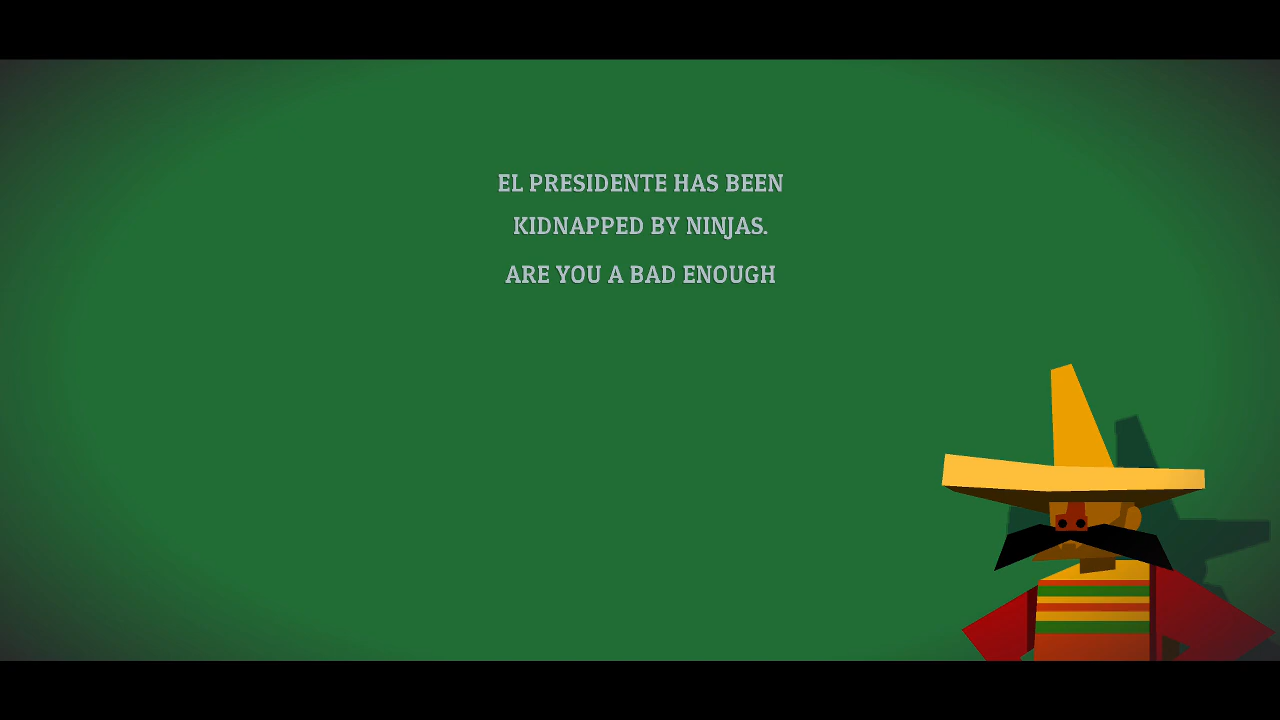 EL PRESIDENTE HAS BEEN
KIDNAPPED BY NINJAS.
ARE YOU A BAD ENOUGH